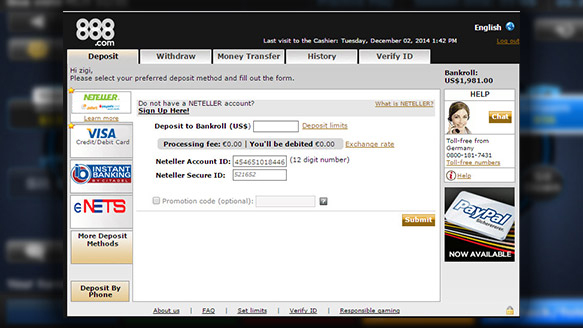 888
.com
English
Last visit to the Cashier: Tuesday, December 02, 2014 1:42 PM
Log out
Deposit
Withdraw
Money Transfer
History
Verify ID
Hi zigi,
Please select your preferred deposit method and fill out the form.
Bankroll:
US$1,981.00
NETELLER
Learn more
VISA
Credit/Debit Card
INSTANT
BANKING
BY CITADEL
eNETS
More Deposit
Methods
Deposit By
Phone
Do not have a NETELLER account?
Sign Up Here!
What is NETELLER?
Deposit to Bankroll (US$)
Deposit limits
Processing fee: €0.00 | You'll be debited €0.00
Exchange rate
Neteller Account ID:
454651018446
(12 digit number)
Neteller Secure ID:
521652
Promotion code (optional):
?
Submit
HELP
Chat
Toll-free from
Germany
0800-181-7431
Toll-free numbers
Help
PayPal
NOW AVAILABLE
About us | FAQ | Set limits | Verify ID | Responsible gaming